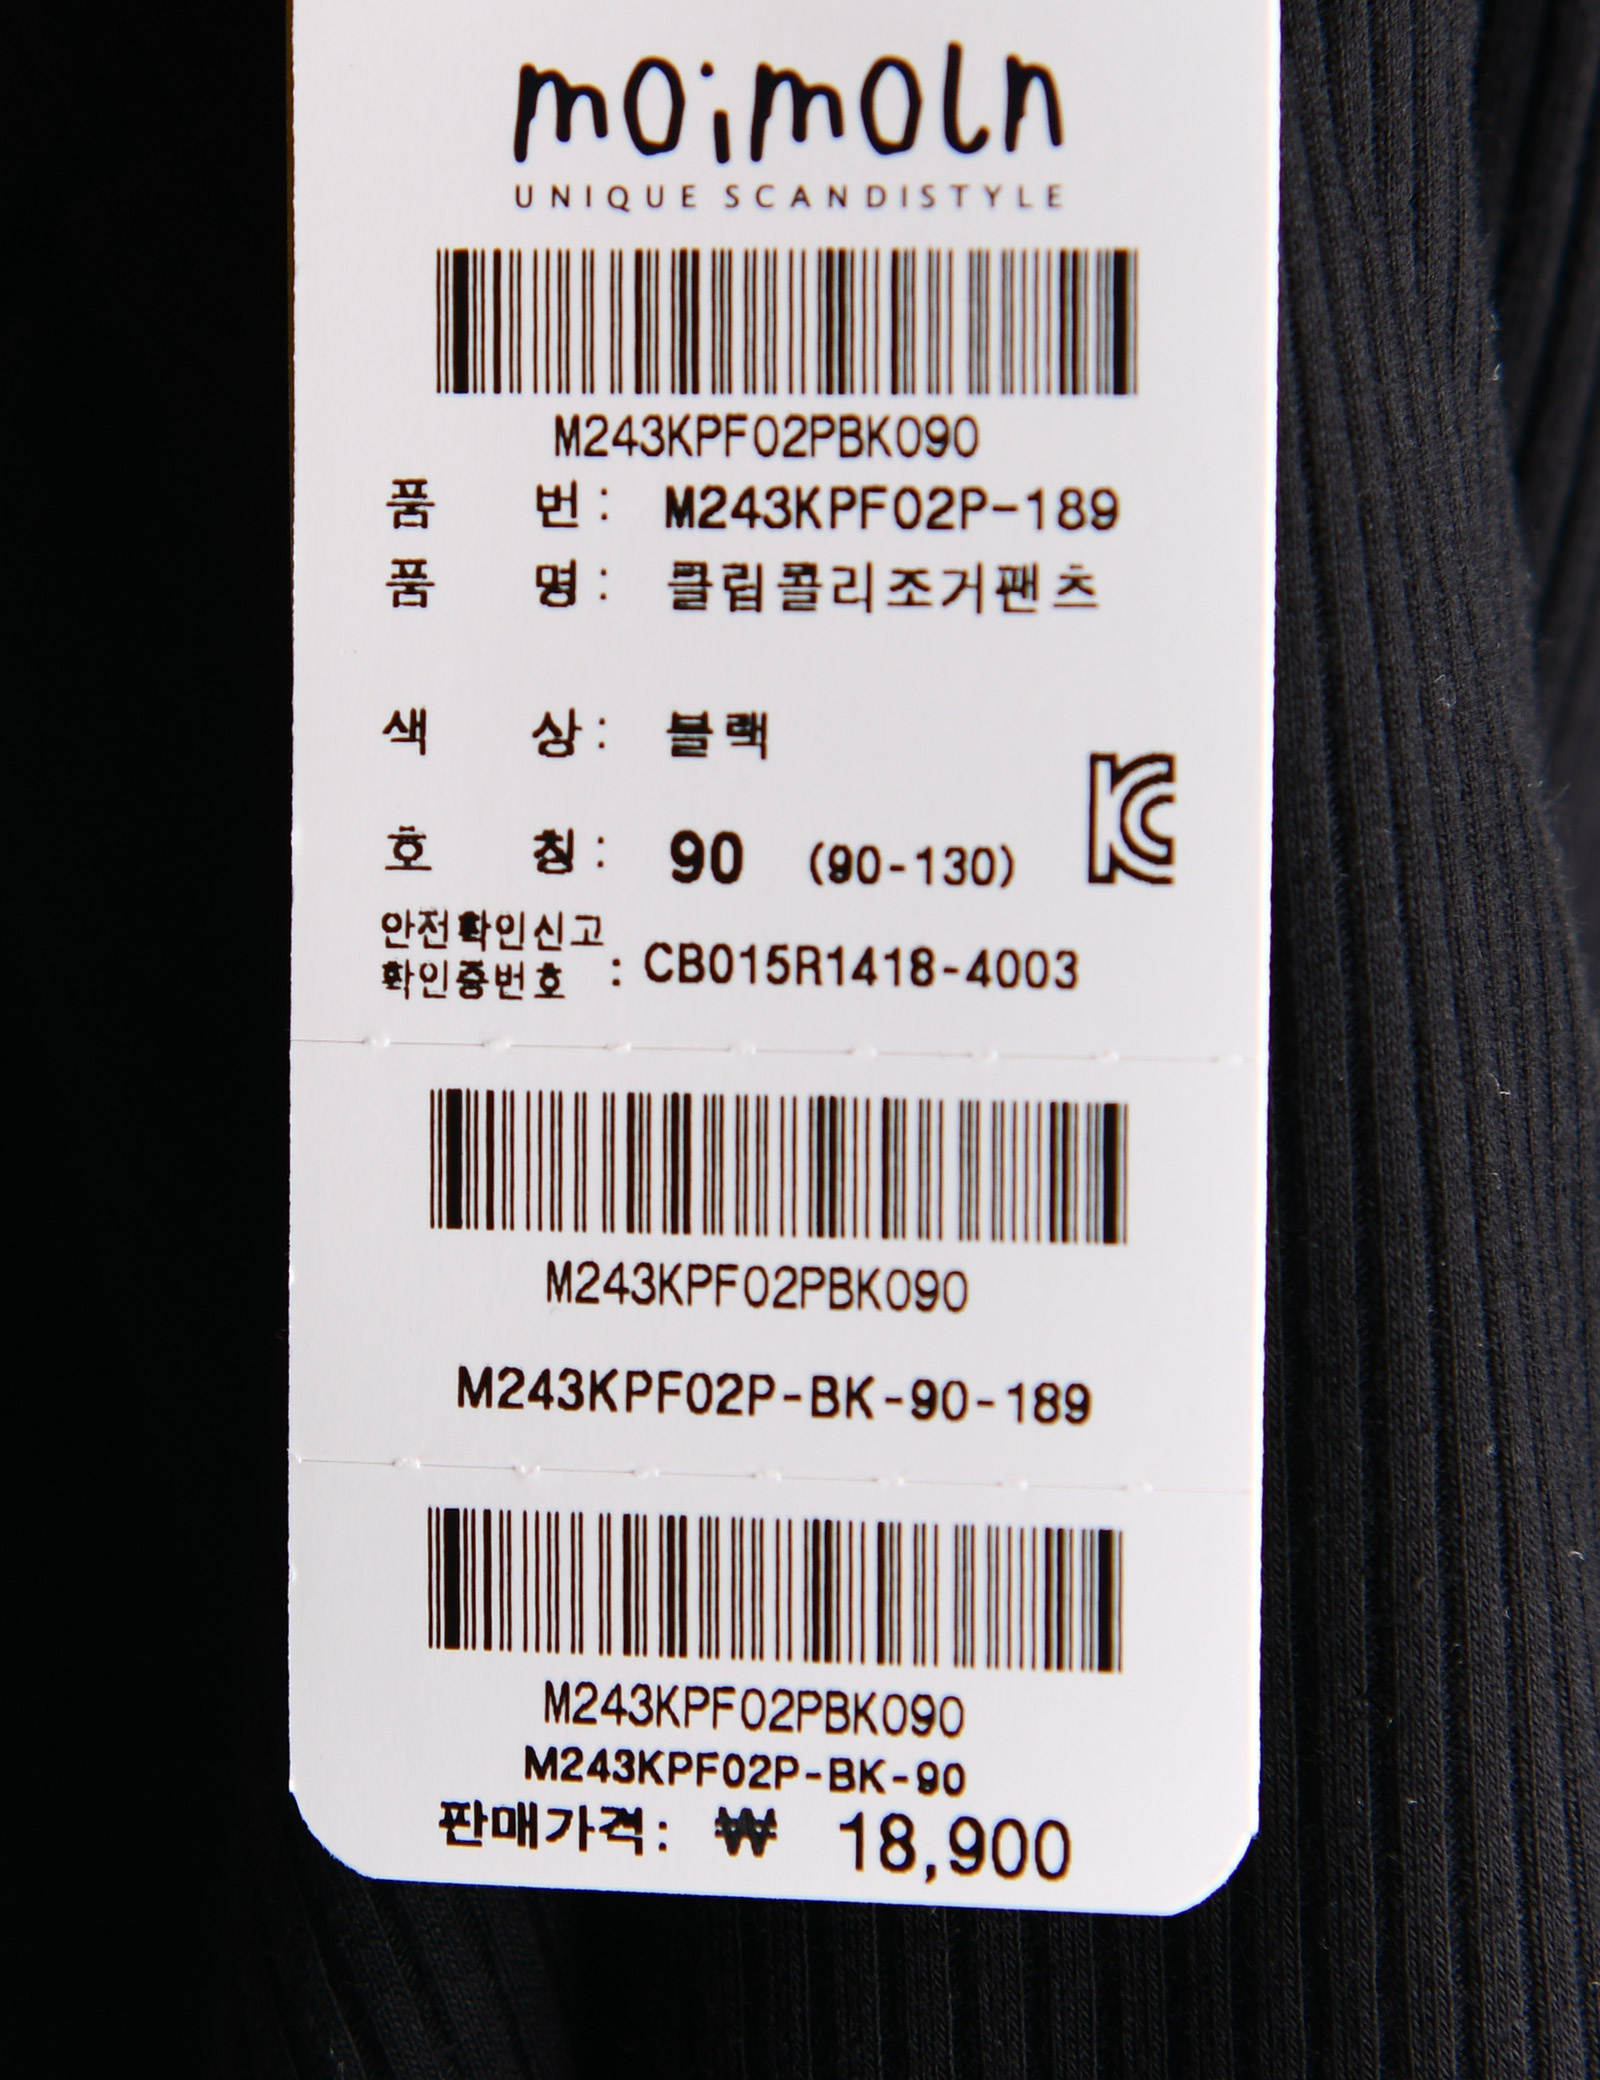 moimoln
UNIQUE SCANDISTYLE
M243KPF02PBK090
품 번 : M243KPF02P-189
품 명 : 클립콜리조거팬츠
색 상 : 블랙
호 칭 : 90 (90-130)
안전확인신고
확인증번호 : CB015R1418-4003
M243KPF02PBK090
M243KPF02P-BK-90-189
M243KPF02PBK090
M243KPF02P-BK-90
판매가격: ₩ 18,900